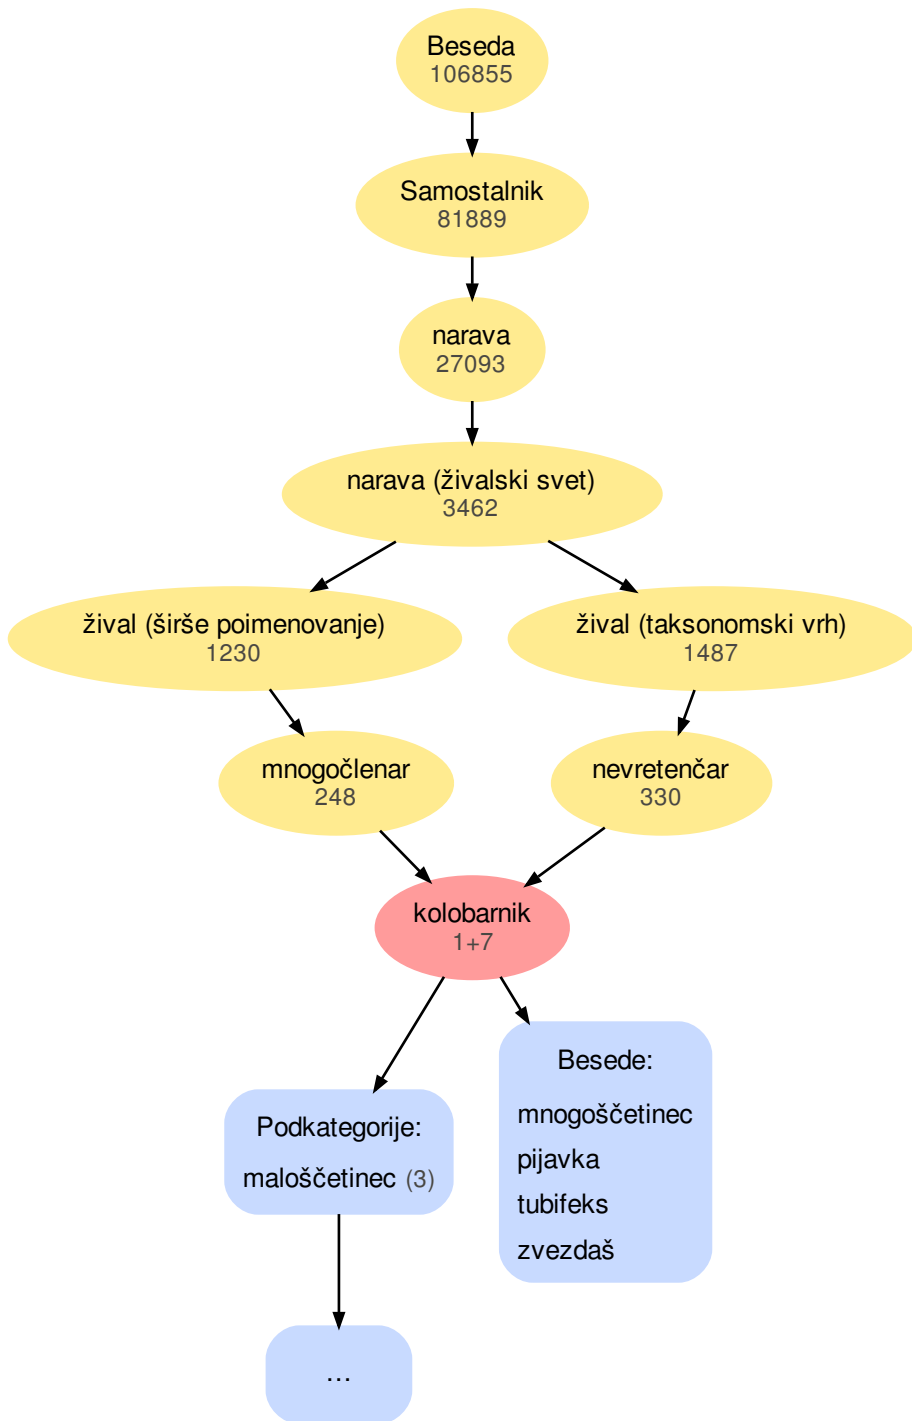 Beseda
106855
Samostalnik
81889
narava
27093
narava (živalski svet)
3462
žival (širše poimenovanje)
1230
žival (taksonomski vrh)
1487
mnogočlenar
248
nevretenčar
330
kolobarnik
1+7
Podkategorije:
maloščetinec (3)
Besede:
mnogoščetinec
pijavka
tubifeks
zvezdaš
…